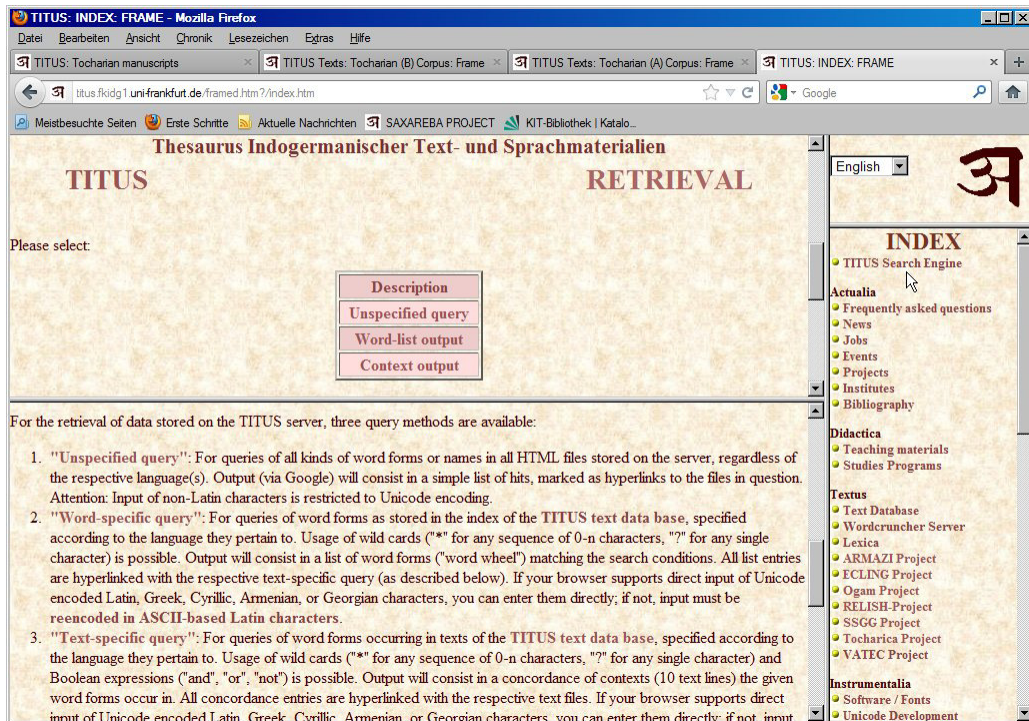 TITUS: INDEX: FRAME - Mozilla Firefox
Datei Bearbeiten Ansicht Chronik Lesezeichen Extras Hilfe
अ TITUS: Tocharian manuscripts × अ TITUS Texts: Tocharian (B) Corpus: Frame × अ TITUS Texts: Tocharian (A) Corpus: Frame × अ TITUS: INDEX: FRAME × +
अ titus.fkidg1.uni-frankfurt.de/framed.htm?/index.htm Google
Meistbesuchte Seiten Erste Schritte Aktuelle Nachrichten अ SAXAREBA PROJECT KIT-Bibliothek | Katalo...
Thesaurus Indogermanischer Text- und Sprachmaterialien
TITUS RETRIEVAL
Please select:
Description
Unspecified query
Word-list output
Context output
For the retrieval of data stored on the TITUS server, three query methods are available:
1. "Unspecified query": For queries of all kinds of word forms or names in all HTML files stored on the server, regardless of
the respective language(s). Output (via Google) will consist in a simple list of hits, marked as hyperlinks to the files in question.
Attention: Input of non-Latin characters is restricted to Unicode encoding.
2. "Word-specific query": For queries of word forms as stored in the index of the TITUS text data base, specified
according to the language they pertain to. Usage of wild cards ("*" for any sequence of 0-n characters, "?" for any single
character) is possible. Output will consist in a list of word forms ("word wheel") matching the search conditions. All list entries
are hyperlinked with the respective text-specific query (as described below). If your browser supports direct input of Unicode
encoded Latin, Greek, Cyrillic, Armenian, or Georgian characters, you can enter them directly; if not, input must be
reencoded in ASCII-based Latin characters.
3. "Text-specific query": For queries of word forms occurring in texts of the TITUS text data base, specified according to
the language they pertain to. Usage of wild cards ("*" for any sequence of 0-n characters, "?" for any single character) and
Boolean expressions ("and", "or", "not") is possible. Output will consist in a concordance of contexts (10 text lines) the given
word forms occur in. All concordance entries are hyperlinked with the respective text files. If your browser supports direct
input of Unicode encoded Latin, Greek, Cyrillic, Armenian, or Georgian characters, you can enter them directly; if not, input
English
अ
INDEX
TITUS Search Engine
Actualia
Frequently asked questions
News
Jobs
Events
Projects
Institutes
Bibliography
Didactica
Teaching materials
Studies Programs
Textus
Text Database
Wordcruncher Server
Lexica
ARMAZI Project
ECLING Project
Ogam Project
RELISH-Project
SSGG Project
Tocharica Project
VATEC Project
Instrumentalia
Software / Fonts
Unicode Development